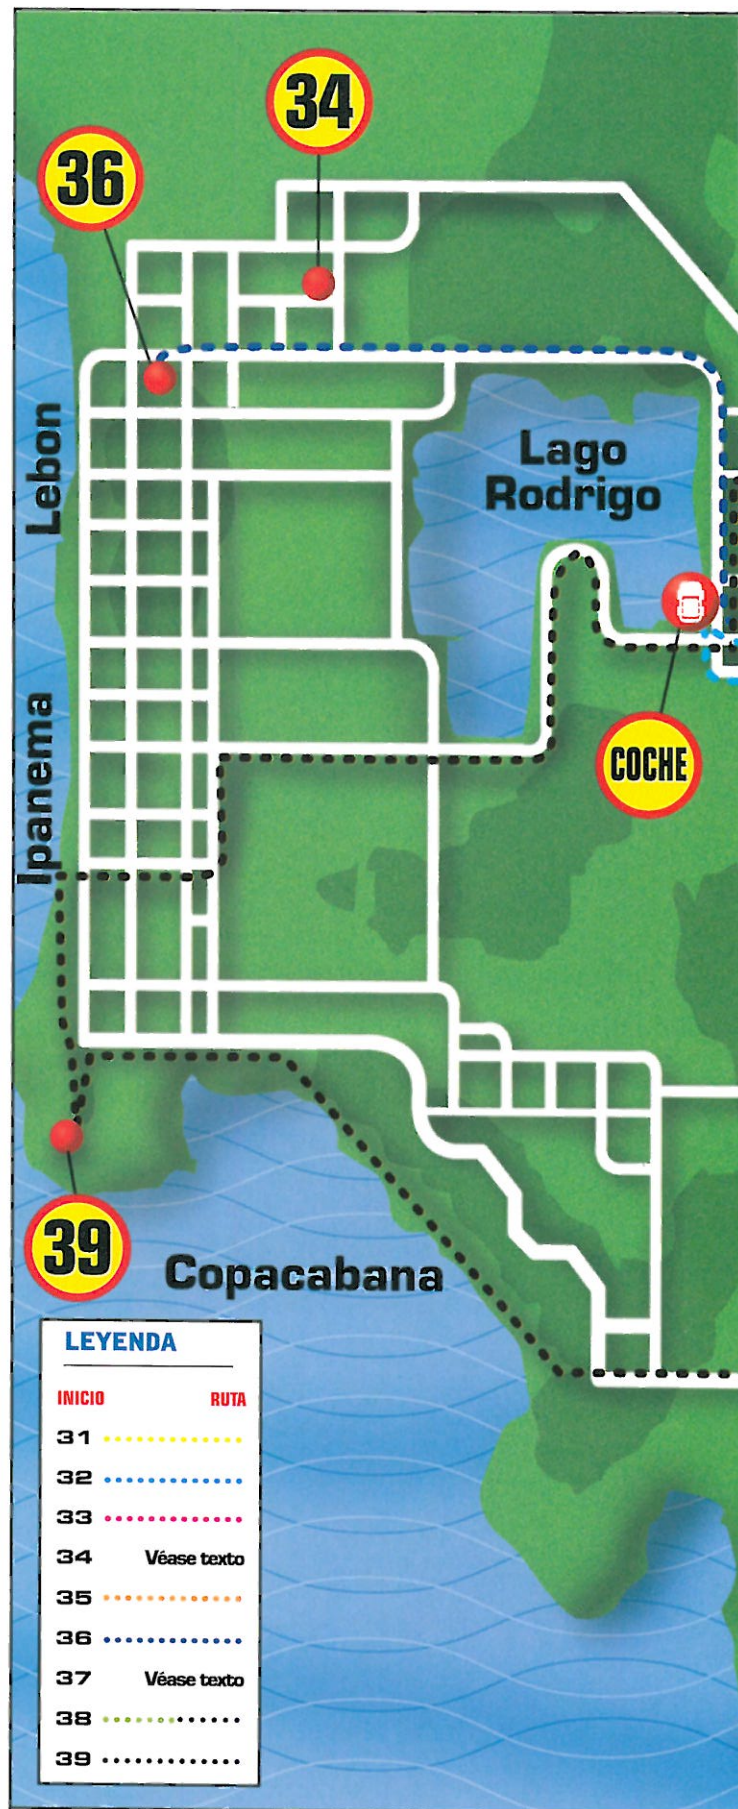 34
36
Lebon
Lago
Rodrigo
Ipanema
COCHE
39
Copacabana
LEYENDA
INICIO RUTA
31
32
33
34 Véase texto
35
36
37 Véase texto
38
39